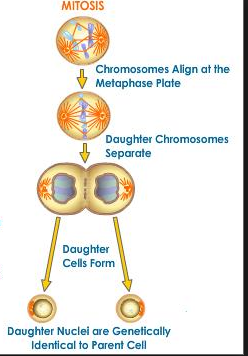 MITOSIS
Chromosomes Align at the
Metaphase Plate
Daughter Chromosomes
Separate
Daughter
Cells Form
Daughter Nuclei are Genetically
Identical to Parent Cell